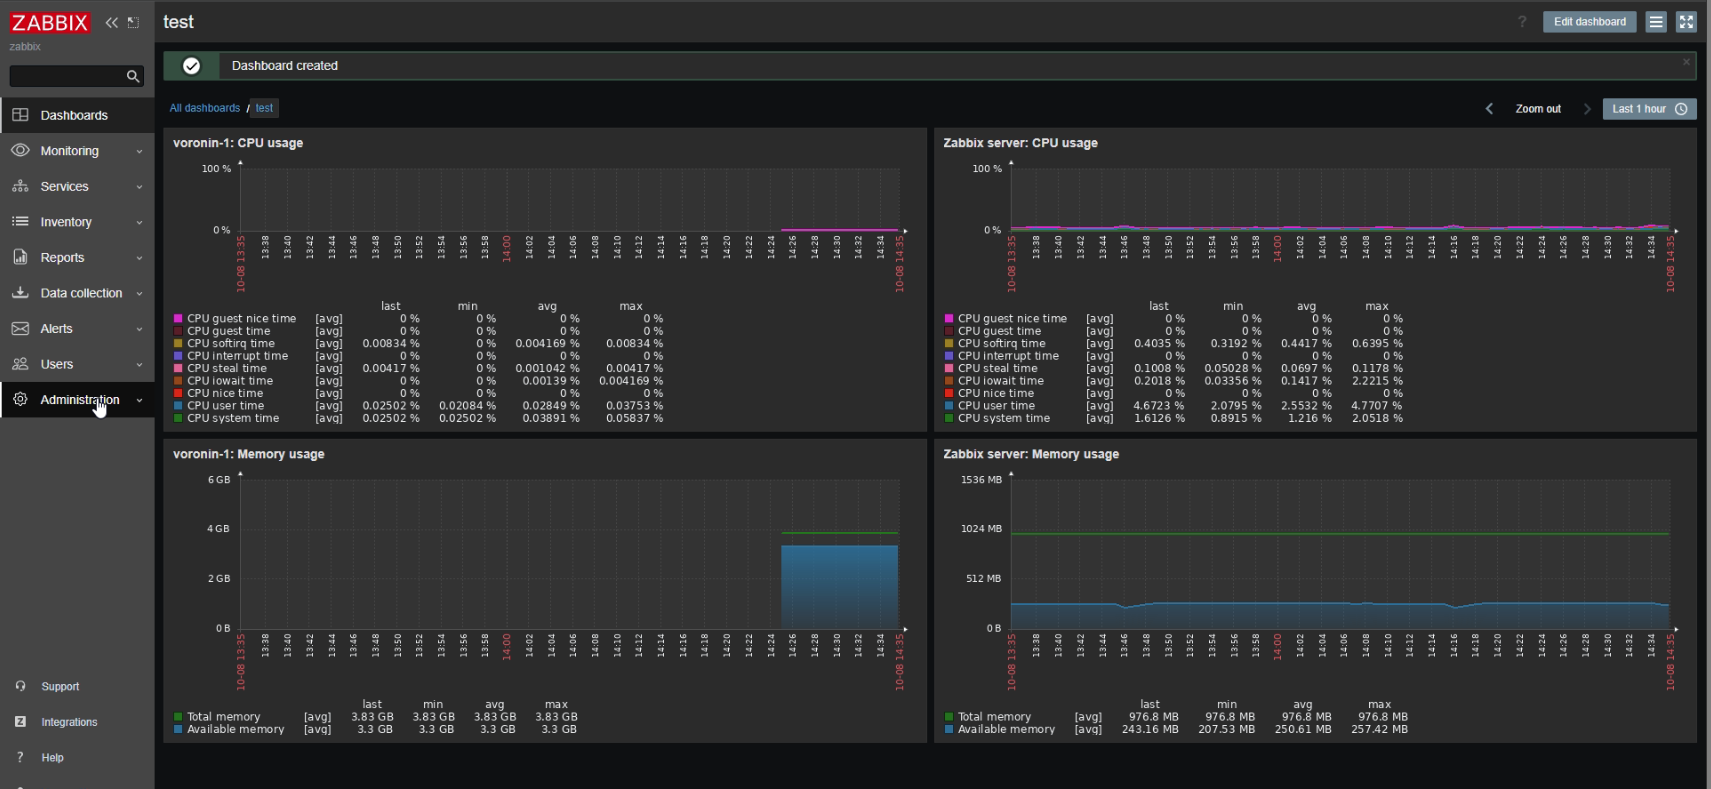 ZABBIX
test
?
Edit dashboard
zabbix
Dashboard created
Dashboards
Monitoring
Services
Inventory
Reports
Data collection
Alerts
Users
Administration
Support
Z Integrations
? Help
All dashboards / test
Zoom out
Last 1 hour
voronin-1: CPU usage
100 %
0 %
10-08 13:35 13:38 13:40 13:42 13:44 13:46 13:48 13:50 13:52 13:54 13:56 13:58 14:00 14:02 14:04 14:06 14:08 14:10 14:12 14:14 14:16 14:18 14:20 14:22 14:24 14:26 14:28 14:30 14:32 14:34 10-08 14:35
last min avg max
CPU guest nice time [avg] 0 % 0 % 0 % 0 %
CPU guest time [avg] 0 % 0 % 0 % 0 %
CPU softirq time [avg] 0.00834 % 0 % 0.004169 % 0.00834 %
CPU interrupt time [avg] 0 % 0 % 0 % 0 %
CPU steal time [avg] 0.00417 % 0 % 0.001042 % 0.00417 %
CPU iowait time [avg] 0 % 0 % 0.00139 % 0.004169 %
CPU nice time [avg] 0 % 0 % 0 % 0 %
CPU user time [avg] 0.02502 % 0.02084 % 0.02849 % 0.03753 %
CPU system time [avg] 0.02502 % 0.02502 % 0.03891 % 0.05837 %
Zabbix server: CPU usage
100 %
0 %
10-08 13:35 13:38 13:40 13:42 13:44 13:46 13:48 13:50 13:52 13:54 13:56 13:58 14:00 14:02 14:04 14:06 14:08 14:10 14:12 14:14 14:16 14:18 14:20 14:22 14:24 14:26 14:28 14:30 14:32 14:34 10-08 14:35
last min avg max
CPU guest nice time [avg] 0 % 0 % 0 % 0 %
CPU guest time [avg] 0 % 0 % 0 % 0 %
CPU softirq time [avg] 0.4035 % 0.3192 % 0.4417 % 0.6395 %
CPU interrupt time [avg] 0 % 0 % 0 % 0 %
CPU steal time [avg] 0.1008 % 0.05028 % 0.0697 % 0.1178 %
CPU iowait time [avg] 0.2018 % 0.03356 % 0.1417 % 2.2215 %
CPU nice time [avg] 0 % 0 % 0 % 0 %
CPU user time [avg] 4.6723 % 2.0795 % 2.5532 % 4.7707 %
CPU system time [avg] 1.6126 % 0.8915 % 1.216 % 2.0518 %
voronin-1: Memory usage
6 GB
4 GB
2 GB
0 B
10-08 13:35 13:38 13:40 13:42 13:44 13:46 13:48 13:50 13:52 13:54 13:56 13:58 14:00 14:02 14:04 14:06 14:08 14:10 14:12 14:14 14:16 14:18 14:20 14:22 14:24 14:26 14:28 14:30 14:32 14:34 10-08 14:35
last min avg max
Total memory [avg] 3.83 GB 3.83 GB 3.83 GB 3.83 GB
Available memory [avg] 3.3 GB 3.3 GB 3.3 GB 3.3 GB
Zabbix server: Memory usage
1536 MB
1024 MB
512 MB
0 B
10-08 13:35 13:38 13:40 13:42 13:44 13:46 13:48 13:50 13:52 13:54 13:56 13:58 14:00 14:02 14:04 14:06 14:08 14:10 14:12 14:14 14:16 14:18 14:20 14:22 14:24 14:26 14:28 14:30 14:32 14:34 10-08 14:35
last min avg max
Total memory [avg] 976.8 MB 976.8 MB 976.8 MB 976.8 MB
Available memory [avg] 243.16 MB 207.53 MB 250.61 MB 257.42 MB